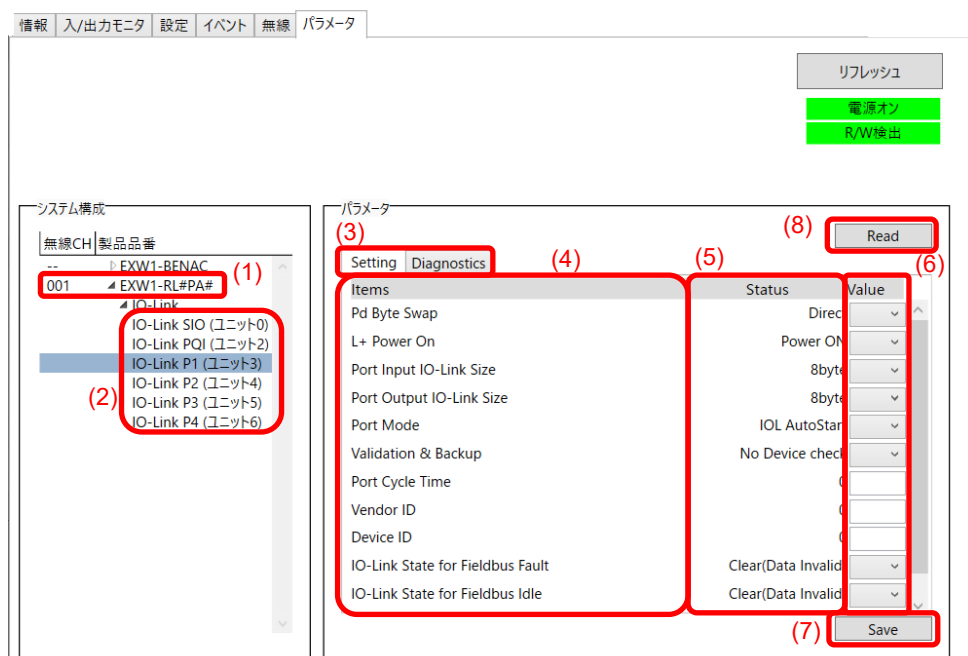 情報 入/出力モニタ 設定 イベント 無線 パラメータ
リフレッシュ
電源オン
R/W検出
システム構成
無線CH 製品品番
-- EXW1-BENAC
(1)
001 EXW1-RL#PA#
IO-Link
IO-Link SIO (ユニット0)
IO-Link PQI (ユニット2)
IO-Link P1 (ユニット3)
IO-Link P2 (ユニット4)
(2)
IO-Link P3 (ユニット5)
IO-Link P4 (ユニット6)
パラメータ
(8)
Read
(3)
Setting Diagnostics
(4)
(5)
(6)
Items Status Value
Pd Byte Swap Direc
L+ Power On Power ON
Port Input IO-Link Size 8byte
Port Output IO-Link Size 8byte
Port Mode IOL AutoStar
Validation & Backup No Device check
Port Cycle Time 0
Vendor ID 0
Device ID 0
IO-Link State for Fieldbus Fault Clear(Data Invalid
IO-Link State for Fieldbus Idle Clear(Data Invalid
(7)
Save